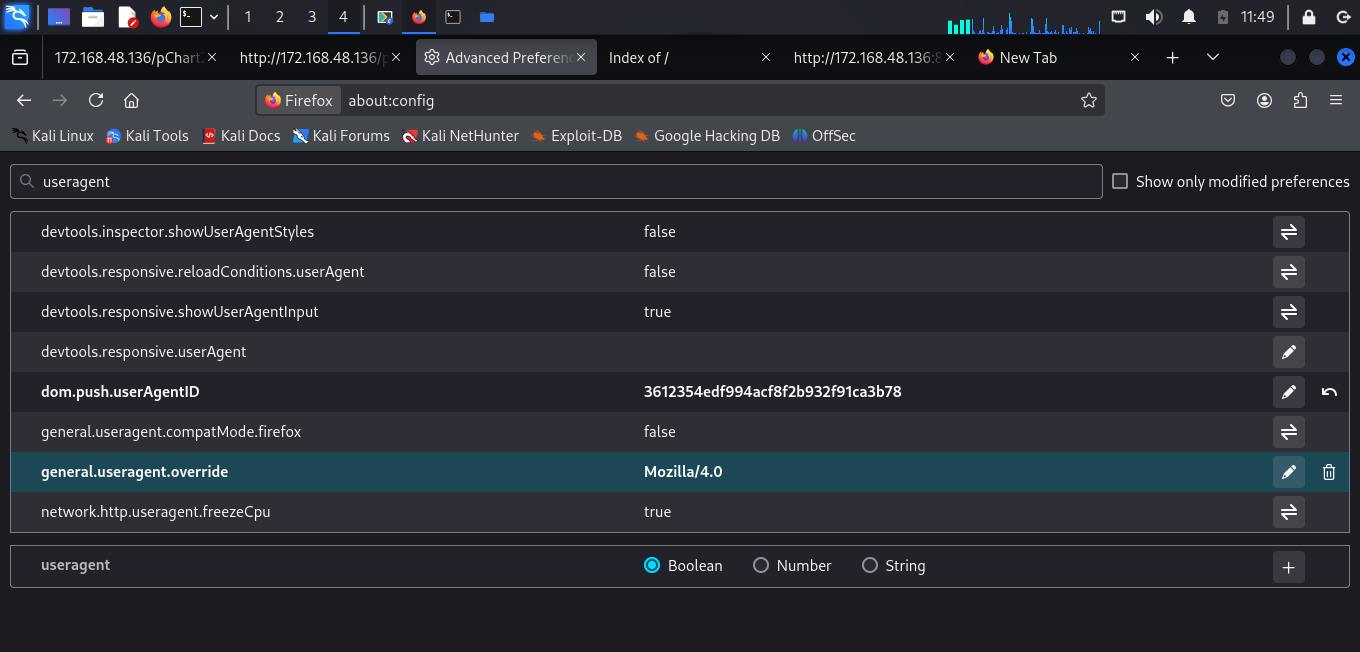 1 2 3 4 11:49
172.168.48.136/pChart http://172.168.48.136/p Advanced Preferenc Index of / http://172.168.48.136:8 New Tab
Firefox about:config
Kali Linux Kali Tools Kali Docs Kali Forums Kali NetHunter Exploit-DB Google Hacking DB OffSec
useragent Show only modified preferences
devtools.inspector.showUserAgentStyles false
devtools.responsive.reloadConditions.userAgent false
devtools.responsive.showUserAgentInput true
devtools.responsive.userAgent
dom.push.userAgentID 3612354edf994acf8f2b932f91ca3b78
general.useragent.compatMode.firefox false
general.useragent.override Mozilla/4.0
network.http.useragent.freezeCpu true
useragent Boolean Number String